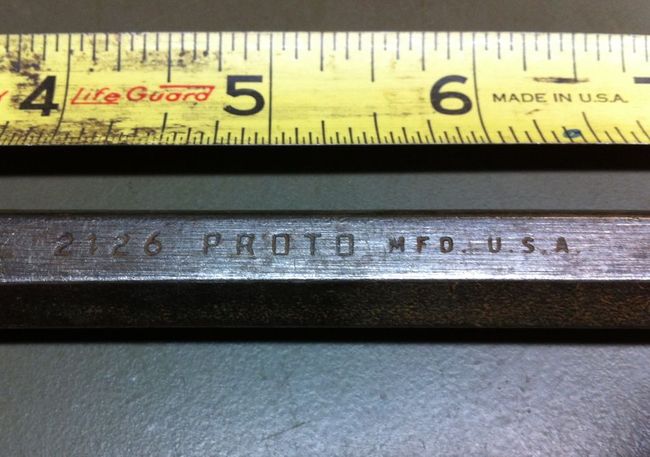 4 Life Guard 5 6 MADE IN U.S.A.
2126 PROTO MFD. U.S.A.